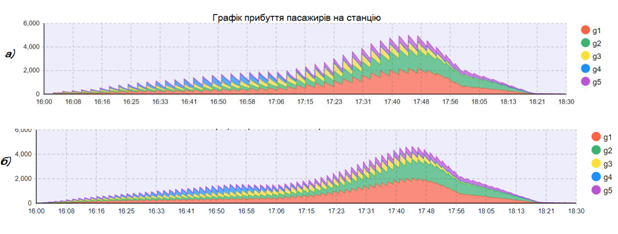 Графік прибуття пасажирів на станцію
а)
6,000
4,000
2,000
0
16:00 16:08 16:16 16:24 16:33 16:41 16:50 16:58 17:06 17:15 17:23 17:31 17:40 17:48 17:56 18:05 18:13 18:21 18:30
g1
g2
g3
g4
g5
б)
6,000
4,000
2,000
0
16:00 16:08 16:16 16:25 16:33 16:41 16:50 16:58 17:06 17:15 17:23 17:31 17:40 17:48 17:56 18:05 18:13 18:21 18:30
g1
g2
g3
g4
g5